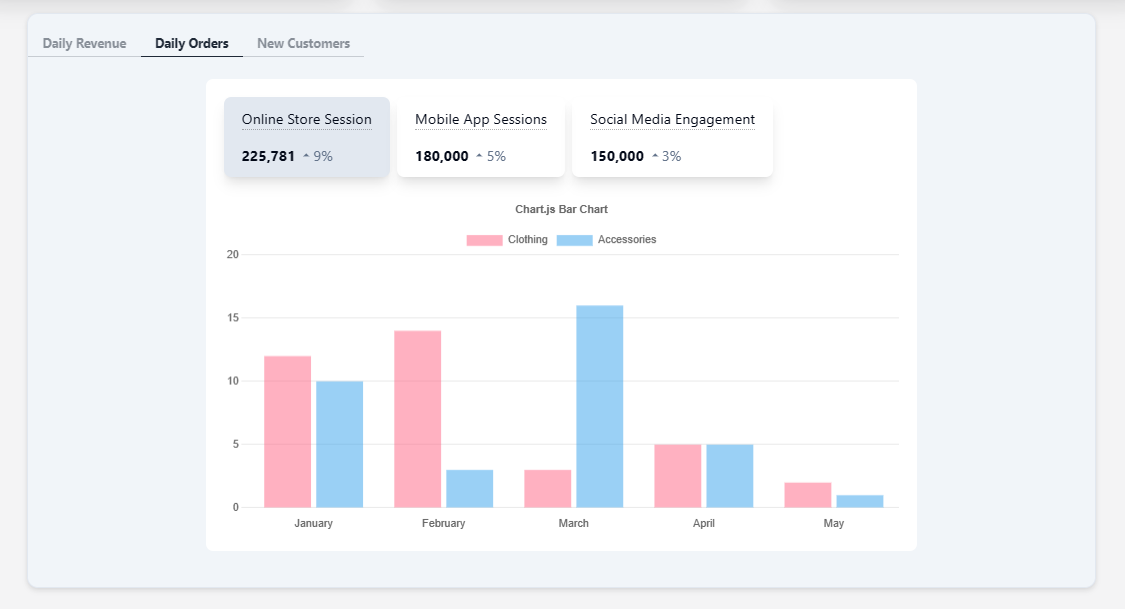 Daily Revenue Daily Orders New Customers
Online Store Session Mobile App Sessions Social Media Engagement
225,781 9% 180,000 5% 150,000 3%
Chart.js Bar Chart
Clothing Accessories
20
15
10
5
0
January February March April May